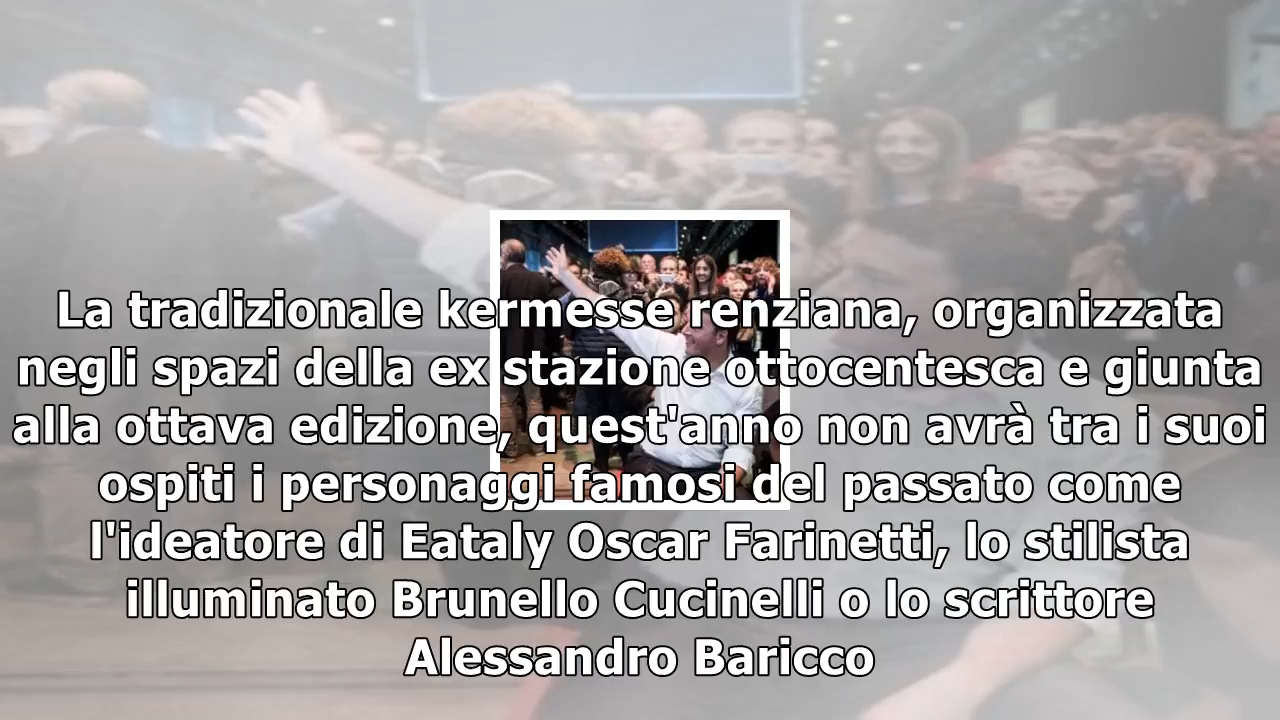 La tradizionale kermesse renziana, organizzata
negli spazi della ex stazione ottocentesca e giunta
alla ottava edizione, quest'anno non avrà tra i suoi
ospiti i personaggi famosi del passato come
l'ideatore di Eataly Oscar Farinetti, lo stilista
illuminato Brunello Cucinelli o lo scrittore
Alessandro Baricco